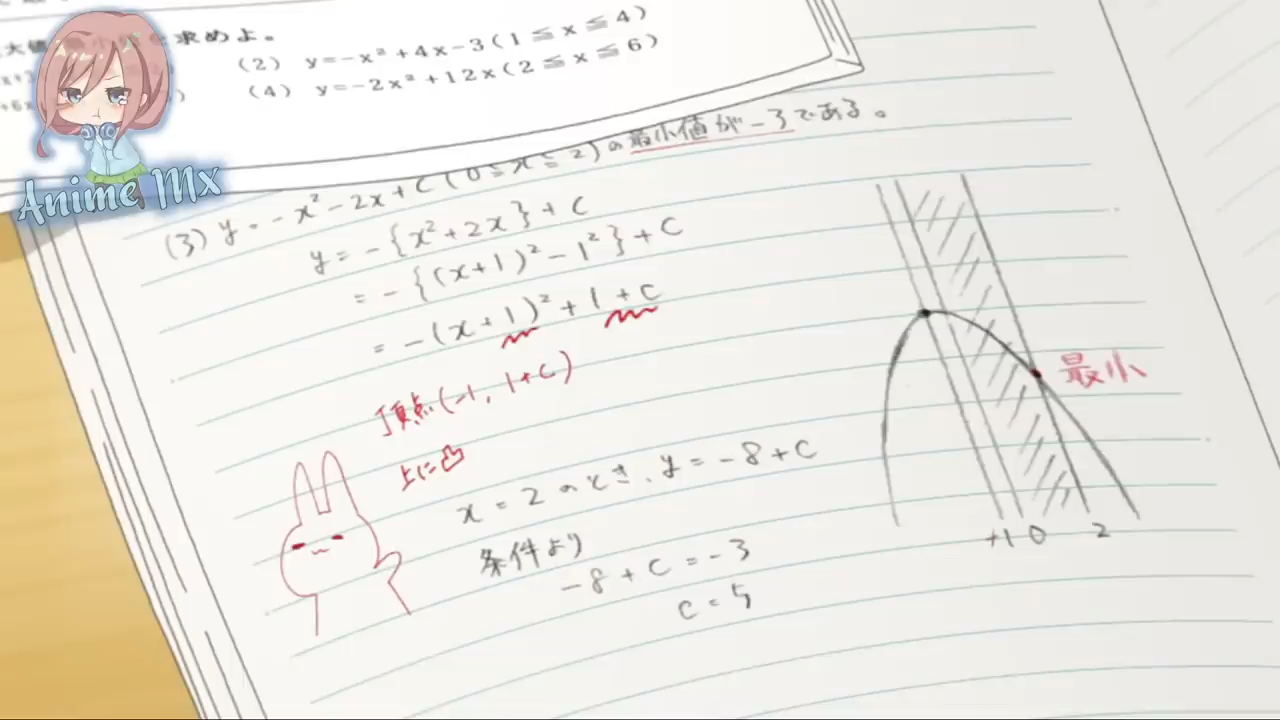 大値 求めよ。
(2) y=-x²+4x-3(1≦x≦4)
(4) y=-2x²+12x(2≦x≦6)
Anime Mx
(3) y=-x²-2x+C(0≦x≦2)の最小値が-3である。
y=-{x²+2x}+C
=-{(x+1)²-1²}+C
=-(x+1)²+1+C
頂点(-1, 1+C)
上に凸
最小
x=2のとき、y=-8+C
条件より
-8+C=-3
C=5
0 2